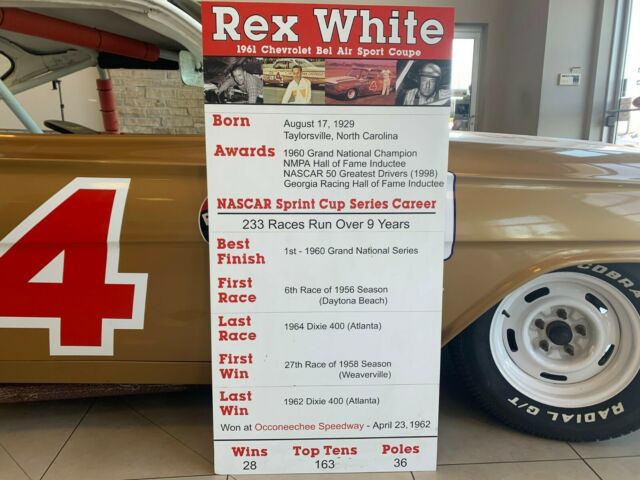 Rex White
1961 Chevrolet Bel Air Sport Coupe
Born
August 17, 1929
Taylorsville, North Carolina
Awards
1960 Grand National Champion
NMPA Hall of Fame Inductee
NASCAR 50 Greatest Drivers (1998)
Georgia Racing Hall of Fame Inductee
NASCAR Sprint Cup Series Career
233 Races Run Over 9 Years
Best Finish
1st - 1960 Grand National Series
First Race
6th Race of 1956 Season
(Daytona Beach)
Last Race
1964 Dixie 400 (Atlanta)
First Win
27th Race of 1958 Season
(Weaverville)
Last Win
1962 Dixie 400 (Atlanta)
Won at Occoneechee Speedway - April 23,1962
Wins Top Tens Poles
28 163 36
4
COBRA
RADIAL G/T